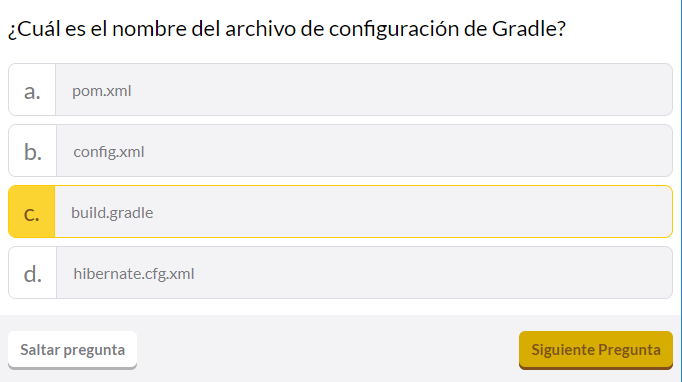 ¿Cuál es el nombre del archivo de configuración de Gradle?
a. pom.xml
b. config.xml
c. build.gradle
d. hibernate.cfg.xml
Saltar pregunta Siguiente Pregunta